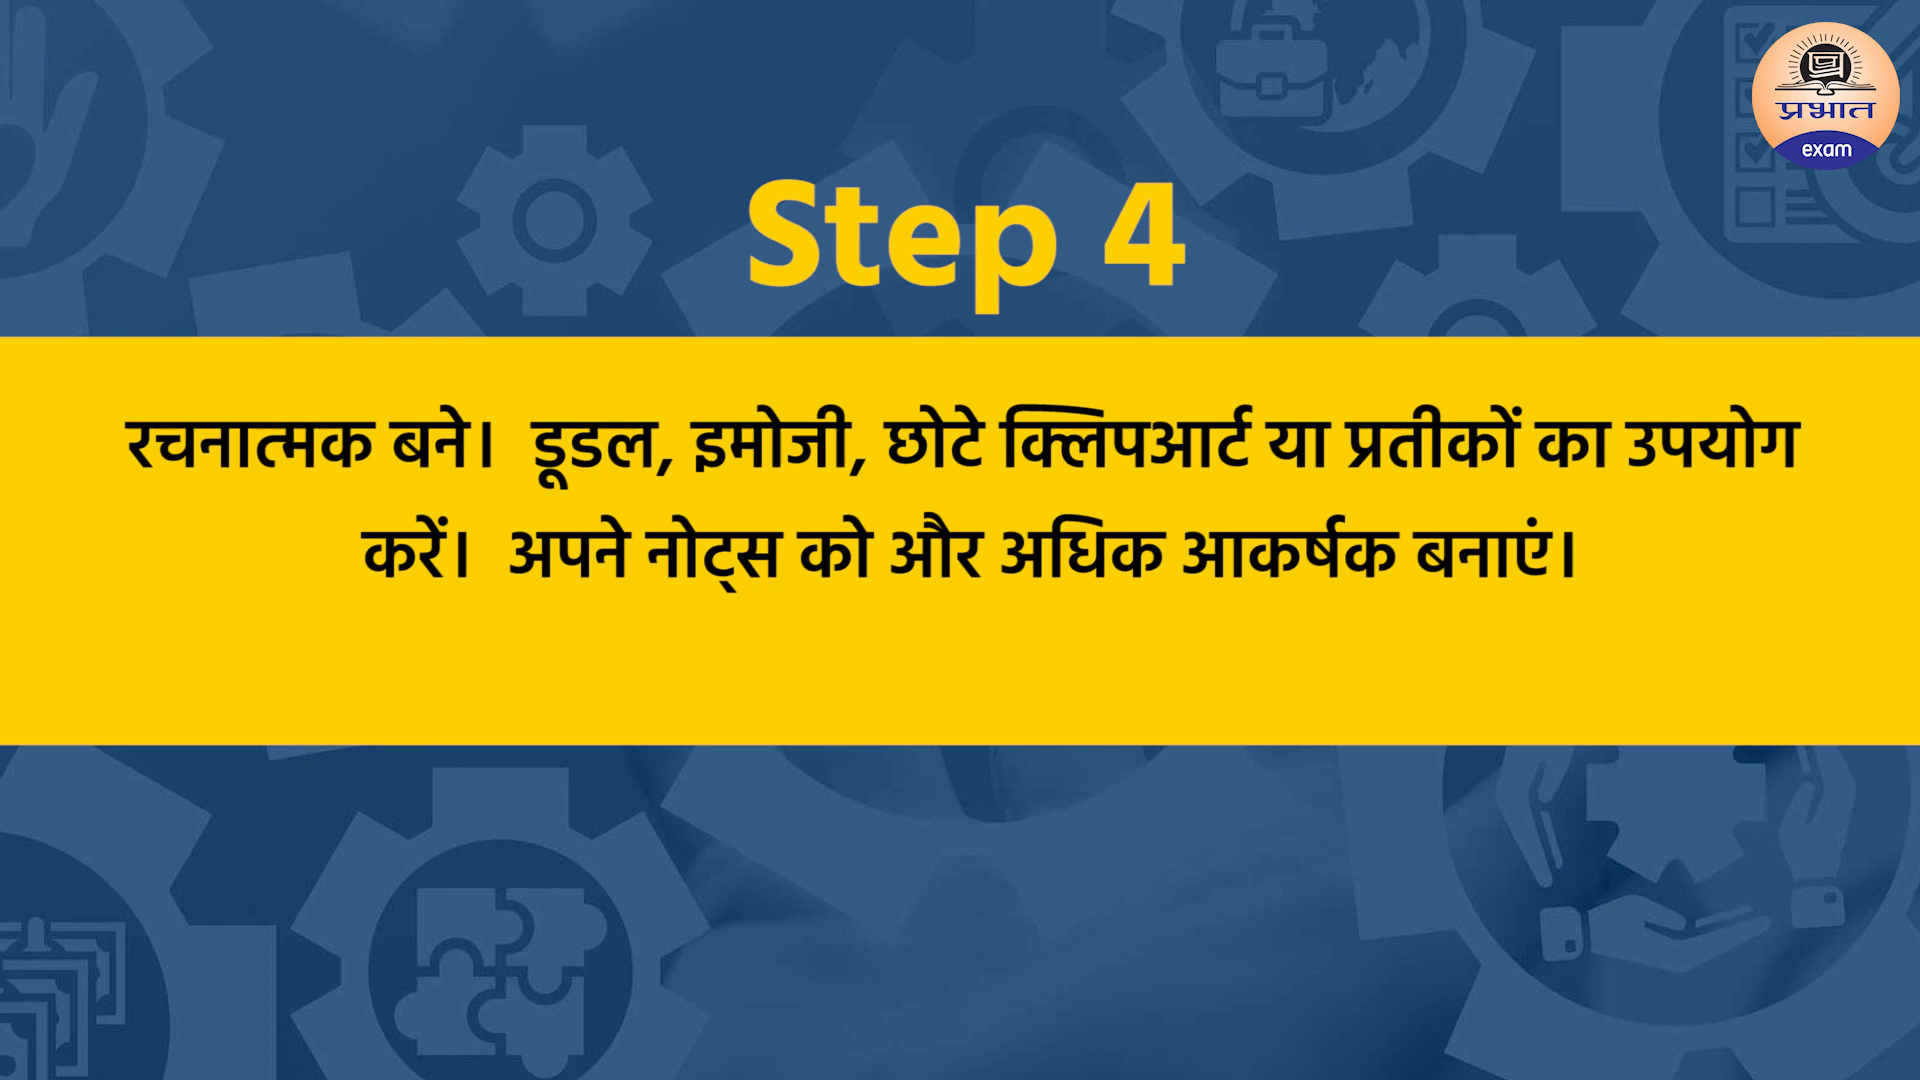 प्रभात
exam
Step 4
रचनात्मक बने। डूडल, इमोजी, छोटे क्लिपआर्ट या प्रतीकों का उपयोग
करें। अपने नोट्स को और अधिक आकर्षक बनाएं।